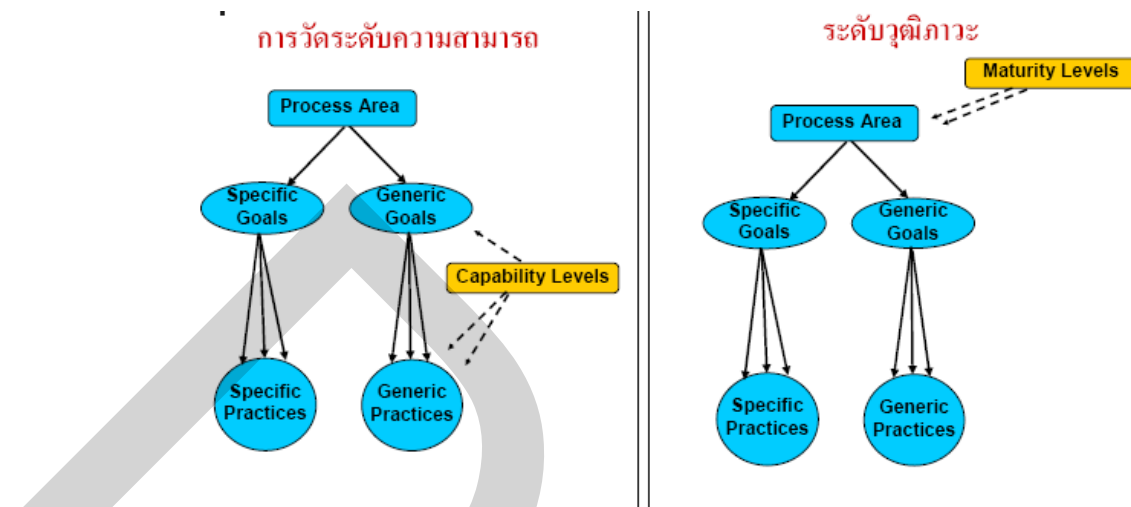 การวัดระดับความสามารถ
Process Area
Specific
Goals
Generic
Goals
Capability Levels
Specific
Practices
Generic
Practices
ระดับวุฒิภาวะ
Maturity Levels
Process Area
Specific
Goals
Generic
Goals
Specific
Practices
Generic
Practices